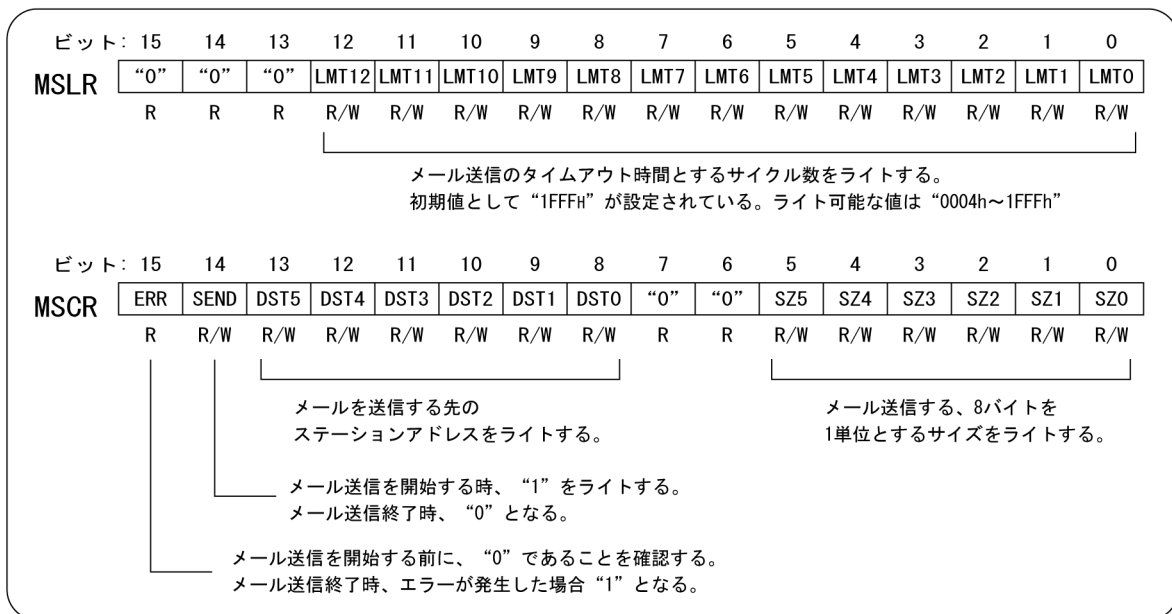 ビット: 15 14 13 12 11 10 9 8 7 6 5 4 3 2 1 0
MSLR “0” “0” “0” LMT12 LMT11 LMT10 LMT9 LMT8 LMT7 LMT6 LMT5 LMT4 LMT3 LMT2 LMT1 LMT0
R R R R/W R/W R/W R/W R/W R/W R/W R/W R/W R/W R/W R/W R/W
メール送信のタイムアウト時間とするサイクル数をライトする。
初期値として“1FFFH”が設定されている。ライト可能な値は“0004h～1FFFh”
ビット: 15 14 13 12 11 10 9 8 7 6 5 4 3 2 1 0
MSCR ERR SEND DST5 DST4 DST3 DST2 DST1 DST0 “0” “0” SZ5 SZ4 SZ3 SZ2 SZ1 SZ0
R R/W R/W R/W R/W R/W R/W R/W R R R/W R/W R/W R/W R/W R/W
メールを送信する先の
ステーションアドレスをライトする。
メール送信する、8バイトを
1単位とするサイズをライトする。
メール送信を開始する時、“1”をライトする。
メール送信終了時、“0”となる。
メール送信を開始する前に、“0”であることを確認する。
メール送信終了時、エラーが発生した場合“1”となる。